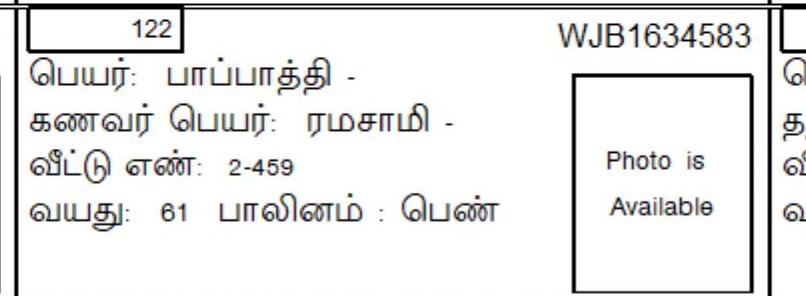 122
WJB1634583
பெயர்: பாப்பாத்தி -
கணவர் பெயர்: ரமசாமி -
வீட்டு எண்: 2-459
வயது: 61 பாலினம் : பெண்
Photo is
Available